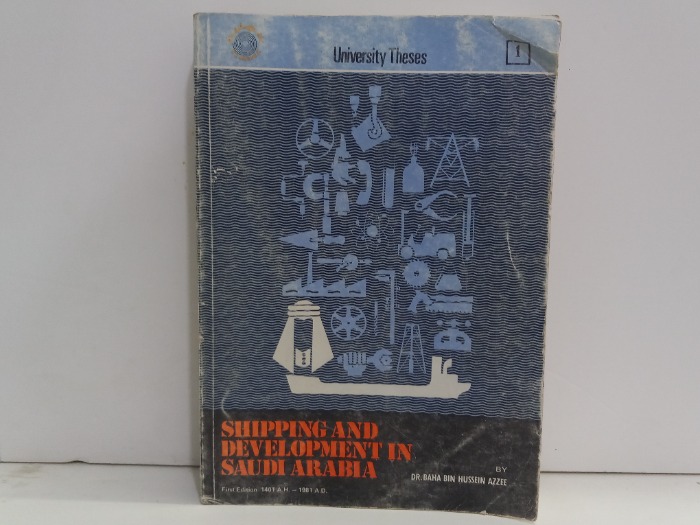 University Theses
1
SHIPPING AND
DEVELOPMENT IN
SAUDI ARABIA
BY
DR. BAHA BIN HUSSEIN AZZEE
First Edition 1401 A.H. – 1981 A.D.